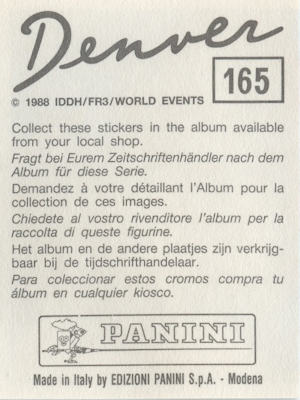 Denver
165
© 1988 IDDH/FR3/WORLD EVENTS
Collect these stickers in the album available
from your local shop.
Fragt bei Eurem Zeitschriftenhändler nach dem
Album für diese Serie.
Demandez à votre détaillant l'Album pour la
collection de ces images.
Chiedete al vostro rivenditore l'album per la
raccolta di queste figurine.
Het album en de andere plaatjes zijn verkrijg-
baar bij de tijdschrifthandelaar.
Para coleccionar estos cromos compra tu
álbum en cualquier kiosco.
PANINI
Made in Italy by EDIZIONI PANINI S.p.A. - Modena